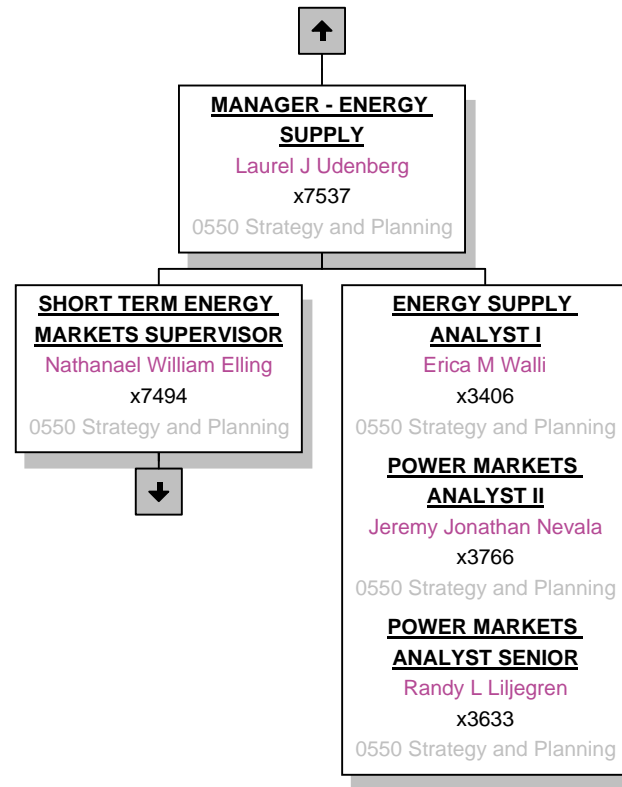 MANAGER - ENERGY
SUPPLY
Laurel J Udenberg
x7537
0550 Strategy and Planning
SHORT TERM ENERGY
MARKETS SUPERVISOR
Nathanael William Elling
x7494
0550 Strategy and Planning
ENERGY SUPPLY
ANALYST I
Erica M Walli
x3406
0550 Strategy and Planning
POWER MARKETS
ANALYST II
Jeremy Jonathan Nevala
x3766
0550 Strategy and Planning
POWER MARKETS
ANALYST SENIOR
Randy L Liljegren
x3633
0550 Strategy and Planning